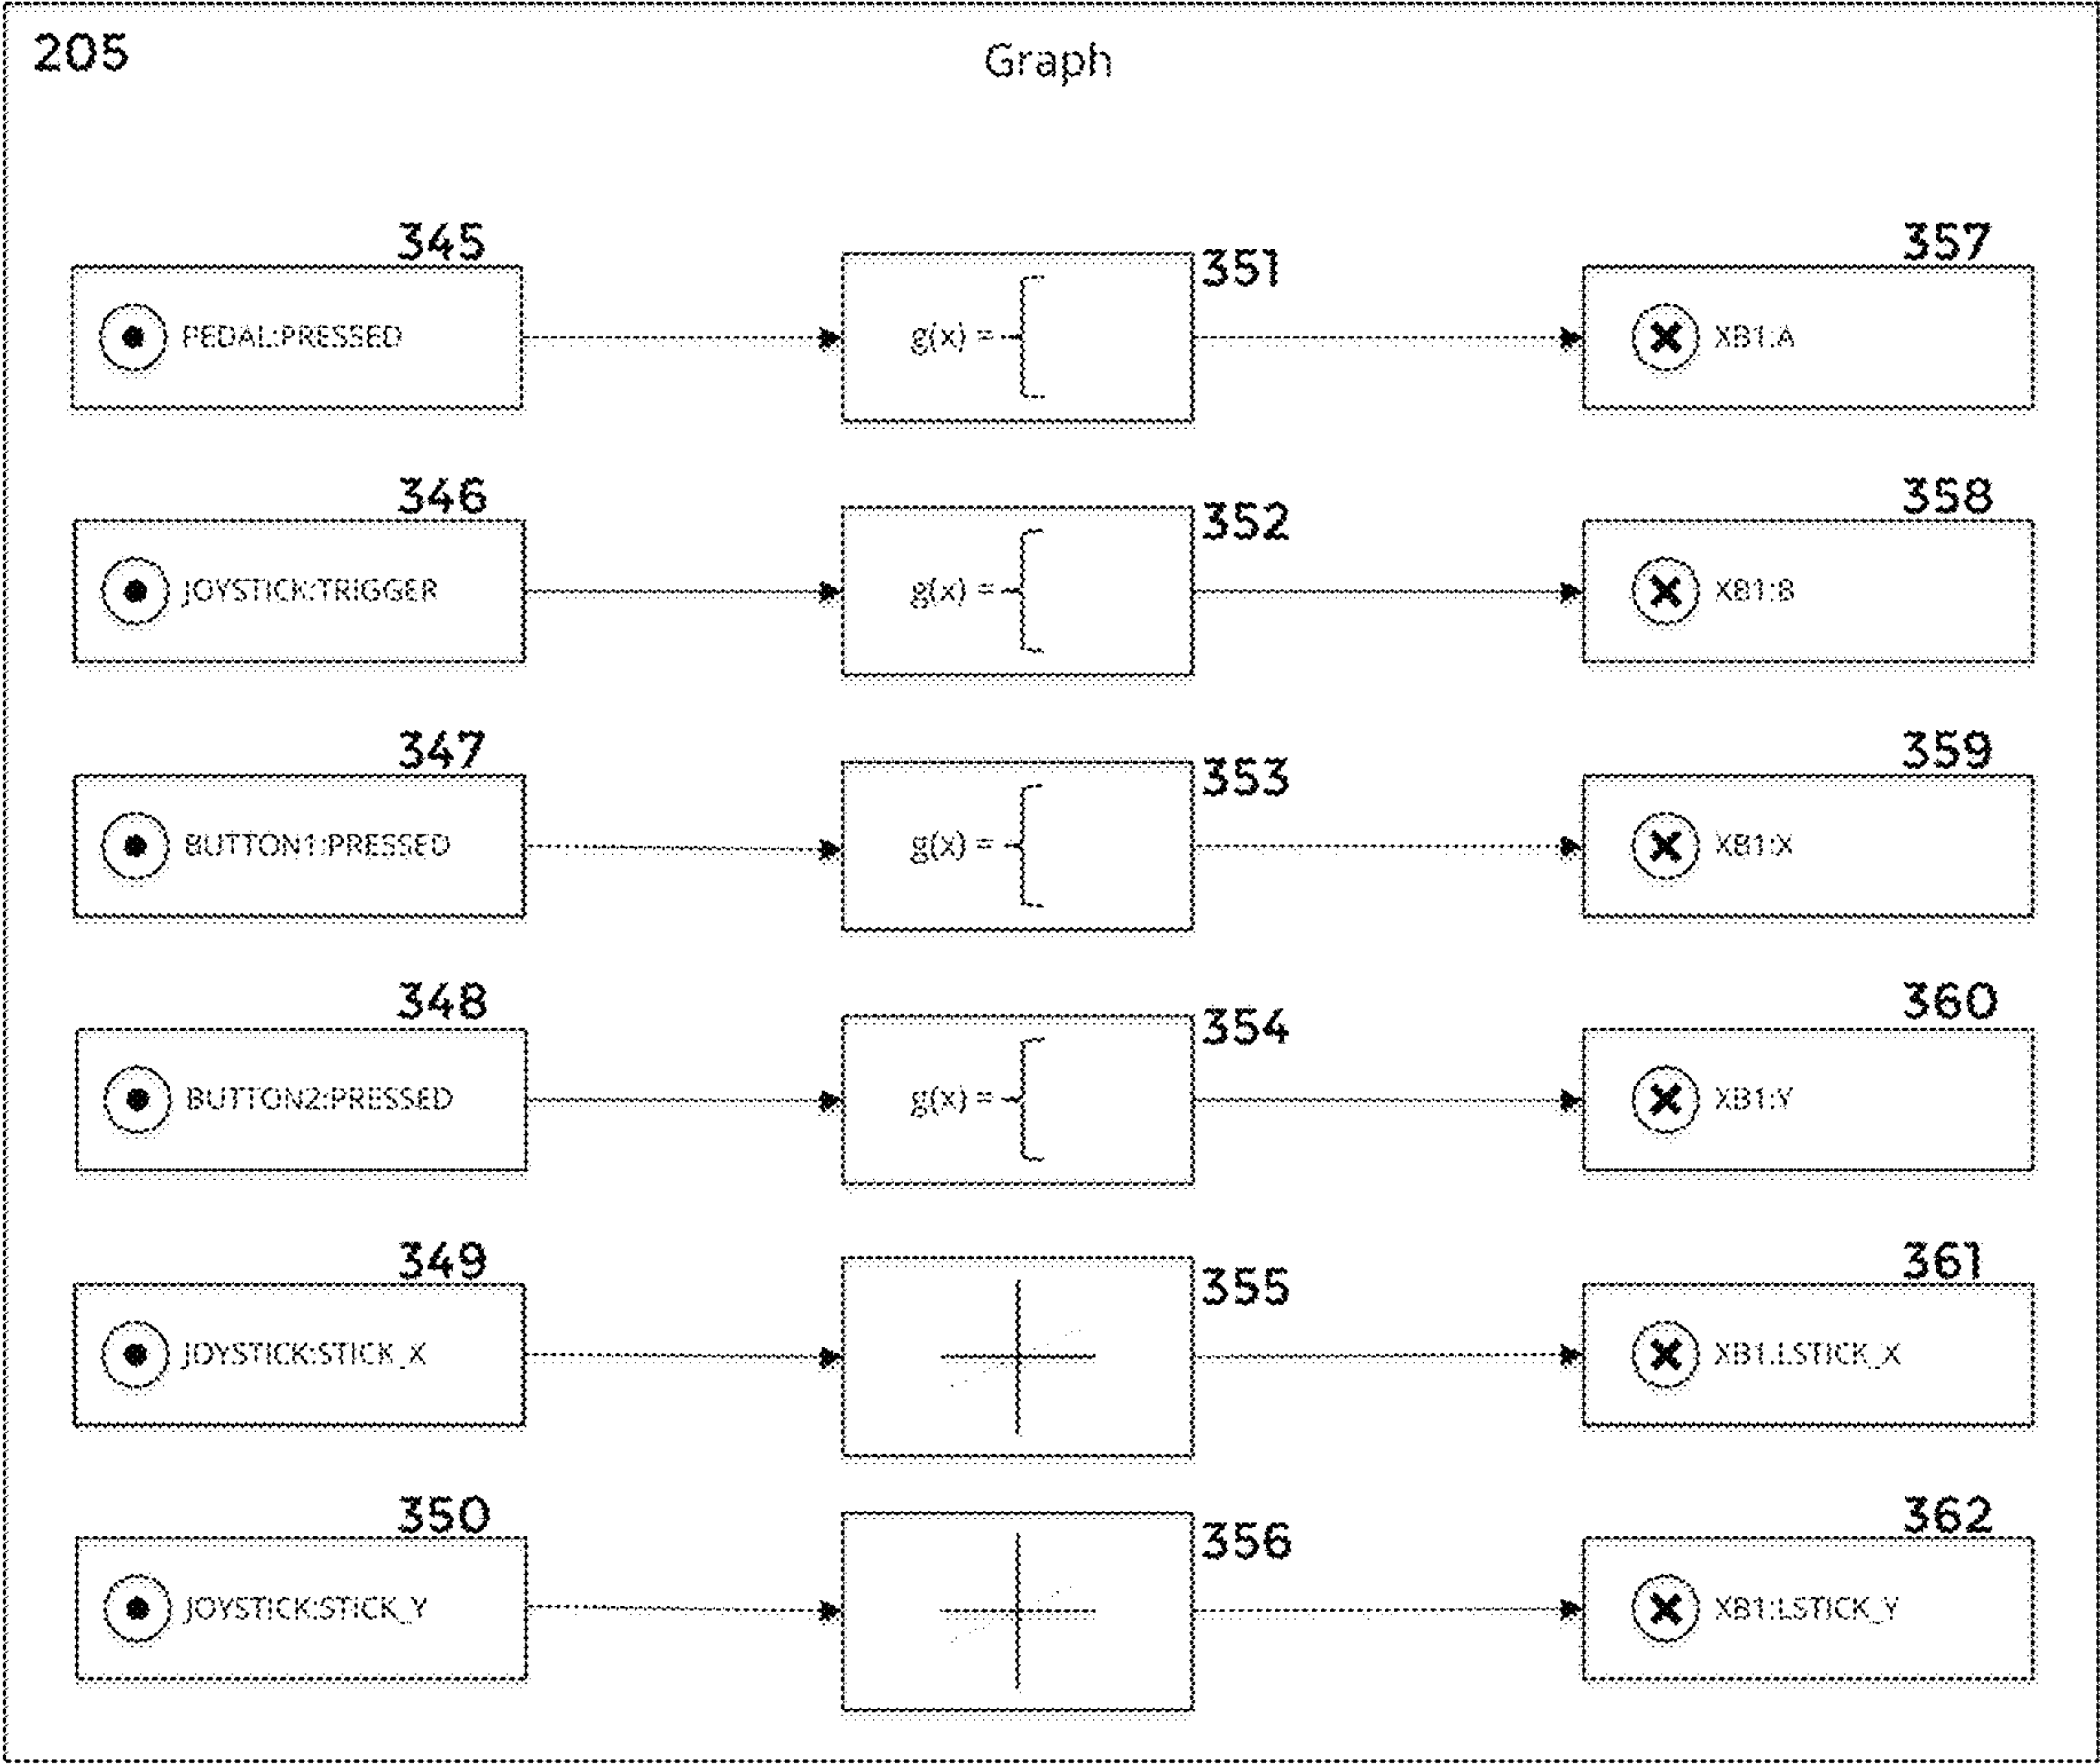 205
Graph
345
351
357
PEDAL:PRESSED
g(x) =
XB1:A
346
352
358
JOYSTICK:TRIGGER
g(x) =
XB1:B
347
353
359
BUTTON1:PRESSED
g(x) =
XB1:X
348
354
360
BUTTON2:PRESSED
g(x) =
XB1:Y
349
355
361
JOYSTICK:STICK_X
XB1:LSTICK_X
350
356
362
JOYSTICK:STICK_Y
XB1:LSTICK_Y